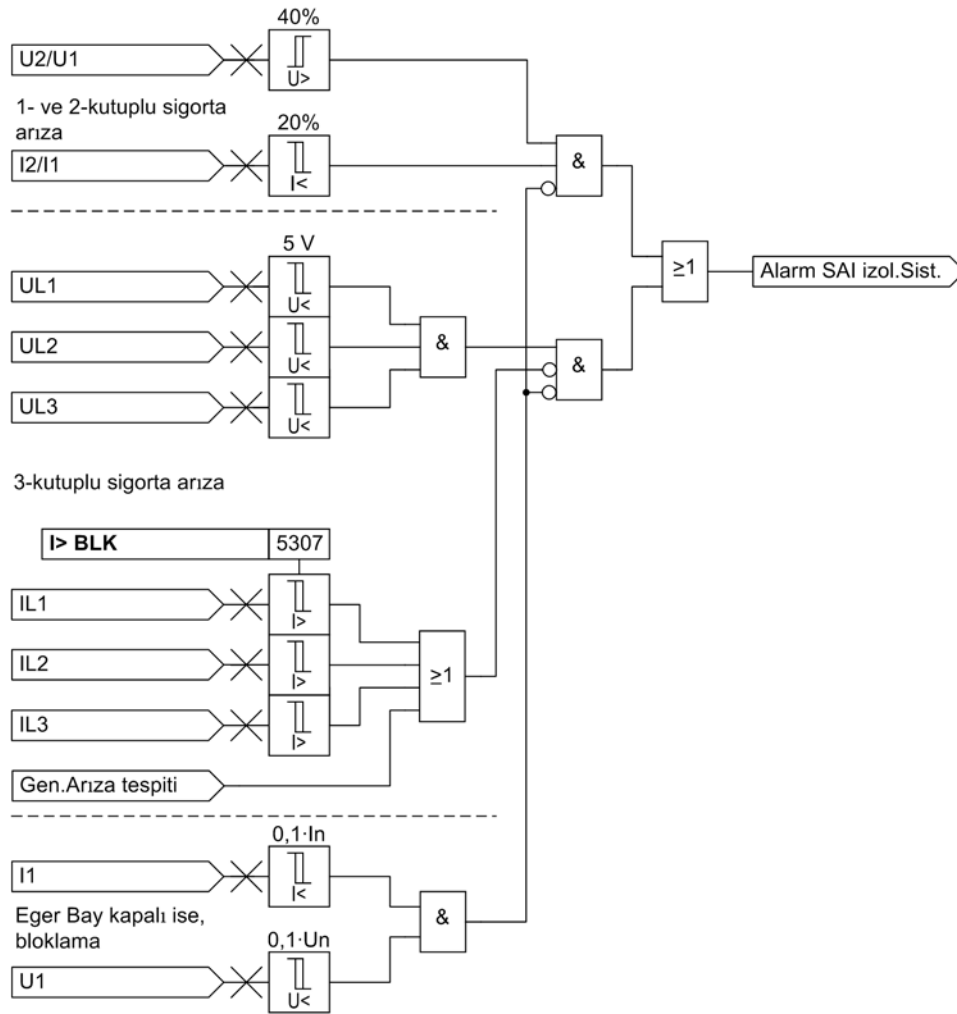 40%
U2/U1
U>
1- ve 2-kutuplu sigorta
arıza
20%
I2/I1
I<
&
5 V
UL1
U<
UL2
U<
UL3
U<
&
&
≥1
Alarm SAI izol.Sist.
3-kutuplu sigorta arıza
I> BLK
5307
IL1
I>
IL2
I>
IL3
I>
≥1
Gen.Arıza tespiti
0,1·In
I1
I<
Eger Bay kapalı ise,
bloklama
&
0,1·Un
U1
U<